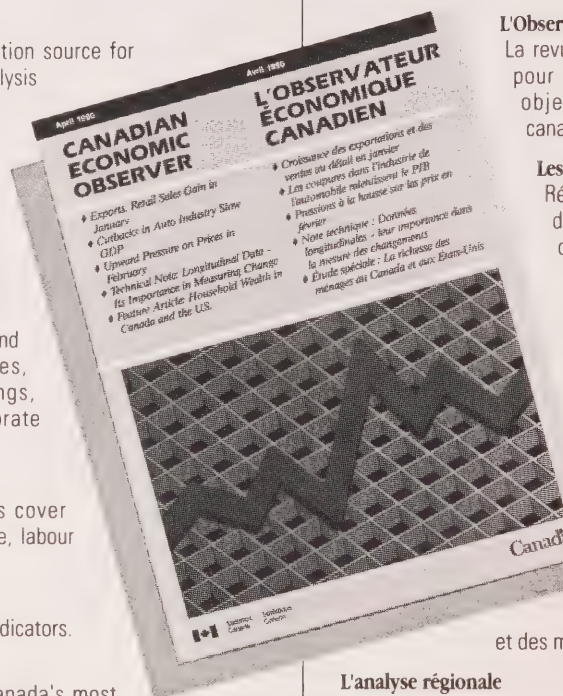 tion source for
lysis
nd
es,
ngs,
rate
s cover
e, labour
dicators.
anada's most
April 1990
CANADIAN
ECONOMIC
OBSERVER
♦ Exports, Retail Sales Gain in
January
♦ Cutbacks in Auto Industry Slow
GDP
♦ Upward Pressure on Prices in
February
♦ Technical Note: Longitudinal Data -
Its Importance in Measuring Change
♦ Feature Article: Household Wealth in
Canada and the U.S.
Avril 1990
L'OBSERVATEUR
ÉCONOMIQUE
CANADIEN
♦ Croissance des exportations et des
ventes au détail en janvier
♦ Les coupures dans l'industrie de
l'automobile ralentissent le PIB
♦ Pressions à la hausse sur les prix en
février
♦ Note technique : Données
longitudinales - leur importance dans
la mesure des changements
♦ Étude spéciale : La richesse des
ménages au Canada et aux États-Unis
Statistics Statistique
Canada Canada
Canad
L'Obser
La revu
pour
obje
cana
Les
Ré
d
et des m
L'analyse régionale